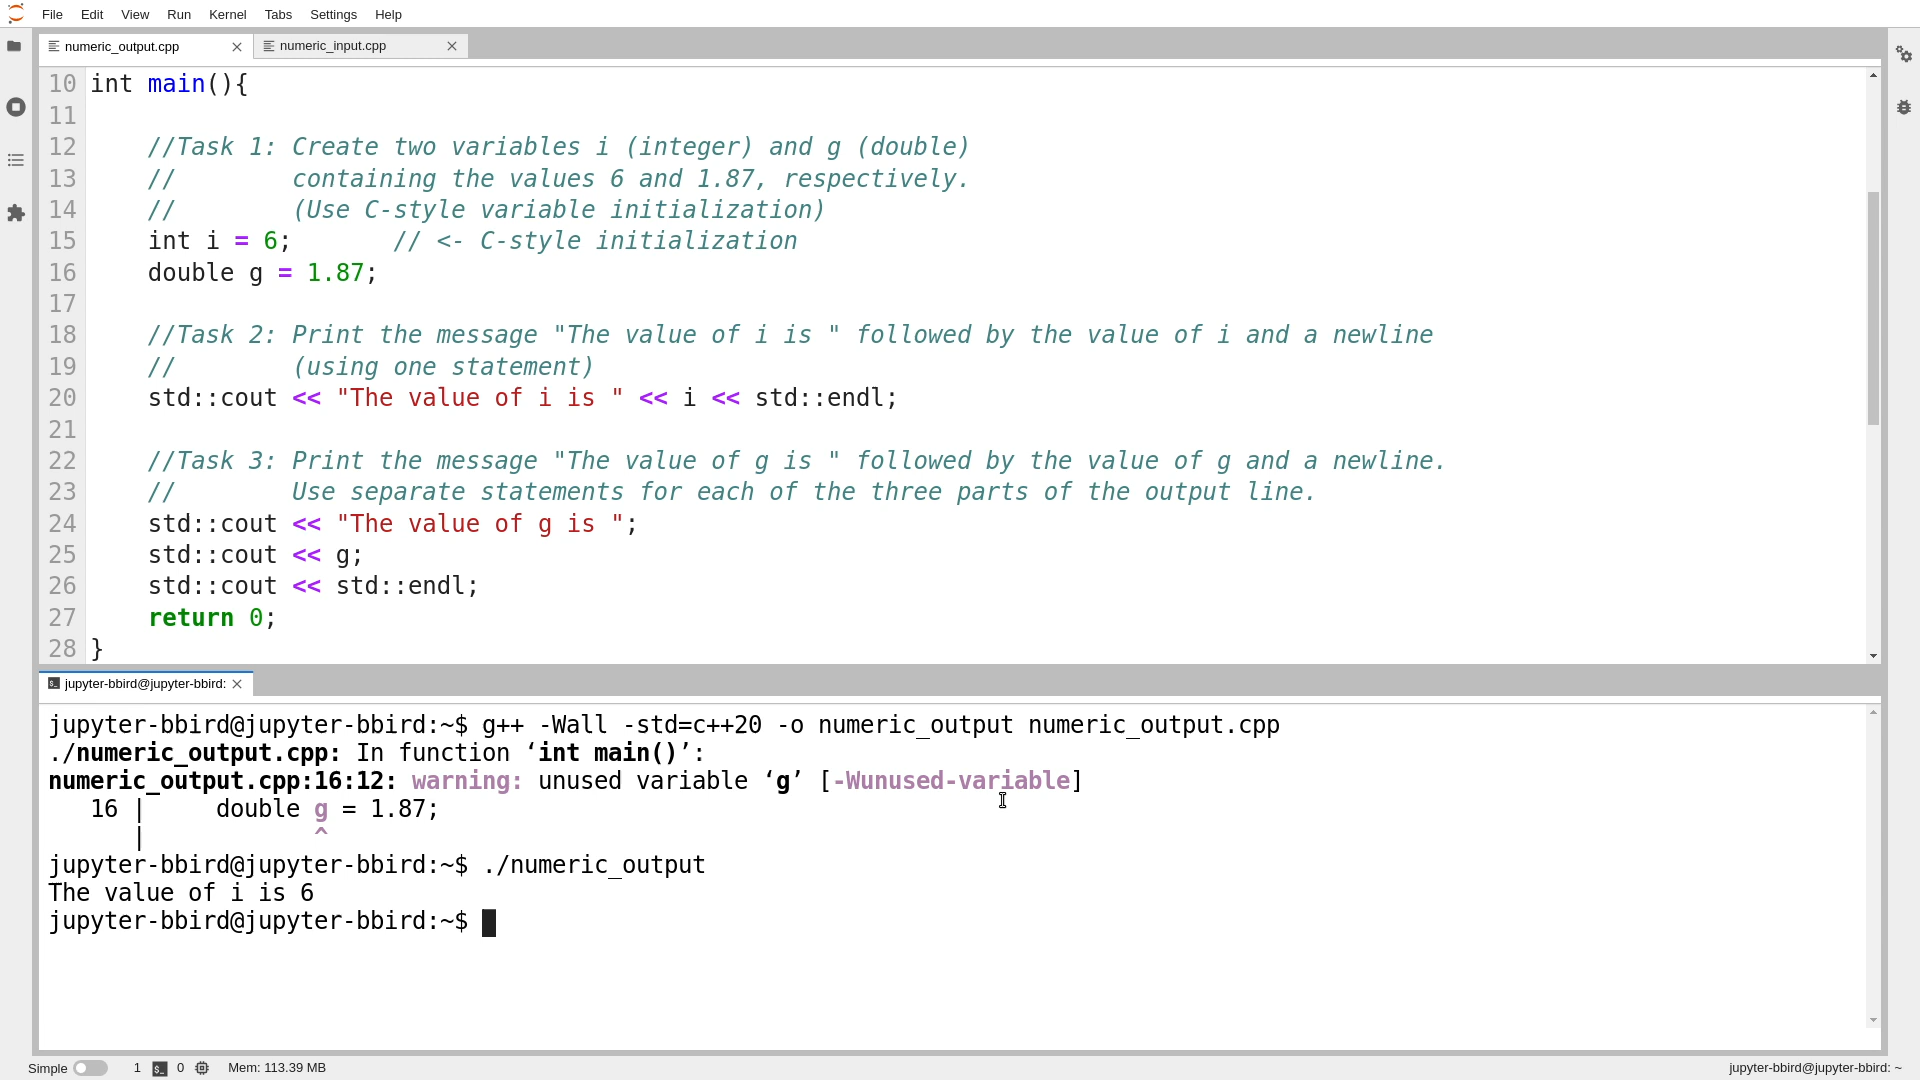 File Edit View Run Kernel Tabs Settings Help
numeric_output.cpp numeric_input.cpp
10 int main(){
11
12     //Task 1: Create two variables i (integer) and g (double)
13     //        containing the values 6 and 1.87, respectively.
14     //        (Use C-style variable initialization)
15     int i = 6;       // <- C-style initialization
16     double g = 1.87;
17
18     //Task 2: Print the message "The value of i is " followed by the value of i and a newline
19     //        (using one statement)
20     std::cout << "The value of i is " << i << std::endl;
21
22     //Task 3: Print the message "The value of g is " followed by the value of g and a newline.
23     //        Use separate statements for each of the three parts of the output line.
24     std::cout << "The value of g is ";
25     std::cout << g;
26     std::cout << std::endl;
27     return 0;
28 }
jupyter-bbird@jupyter-bbird:
jupyter-bbird@jupyter-bbird:~$ g++ -Wall -std=c++20 -o numeric_output numeric_output.cpp
./numeric_output.cpp: In function ‘int main()’:
numeric_output.cpp:16:12: warning: unused variable ‘g’ [-Wunused-variable]
   16 |     double g = 1.87;
      |            ^
jupyter-bbird@jupyter-bbird:~$ ./numeric_output
The value of i is 6
jupyter-bbird@jupyter-bbird:~$
Simple 1 $_ 0 Mem: 113.39 MB jupyter-bbird@jupyter-bbird: ~